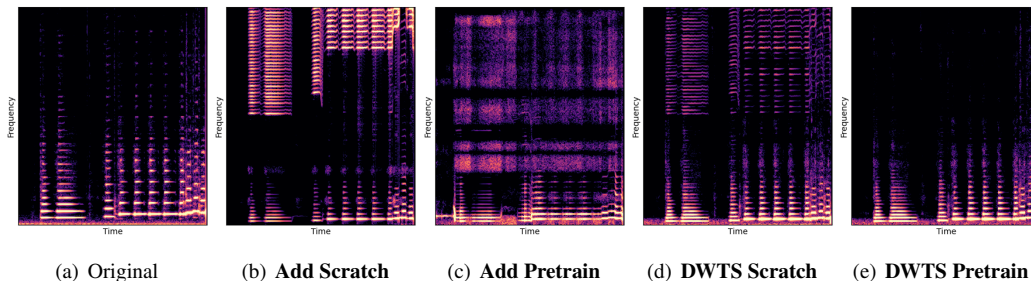 Frequency
Time
Frequency
Time
Frequency
Time
Frequency
Time
Frequency
Time
(a) Original
(b) Add Scratch
(c) Add Pretrain
(d) DWTS Scratch
(e) DWTS Pretrain